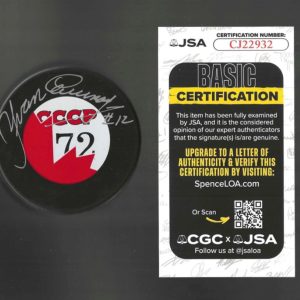 Yvan Cournoyer #12
CCCP
72
JSA
CERTIFICATION NUMBER:
CJ22932
BASIC
CERTIFICATION
This item has been fully examined
by JSA, and it is the considered
opinion of our expert authenticators
that the signature(s) is/are genuine.
UPGRADE TO A LETTER OF
AUTHENTICITY & VERIFY THIS
CERTIFICATION BY VISITING:
SpenceLOA.com
Or Scan
CGC x JSA
Follow us at @jsaloa